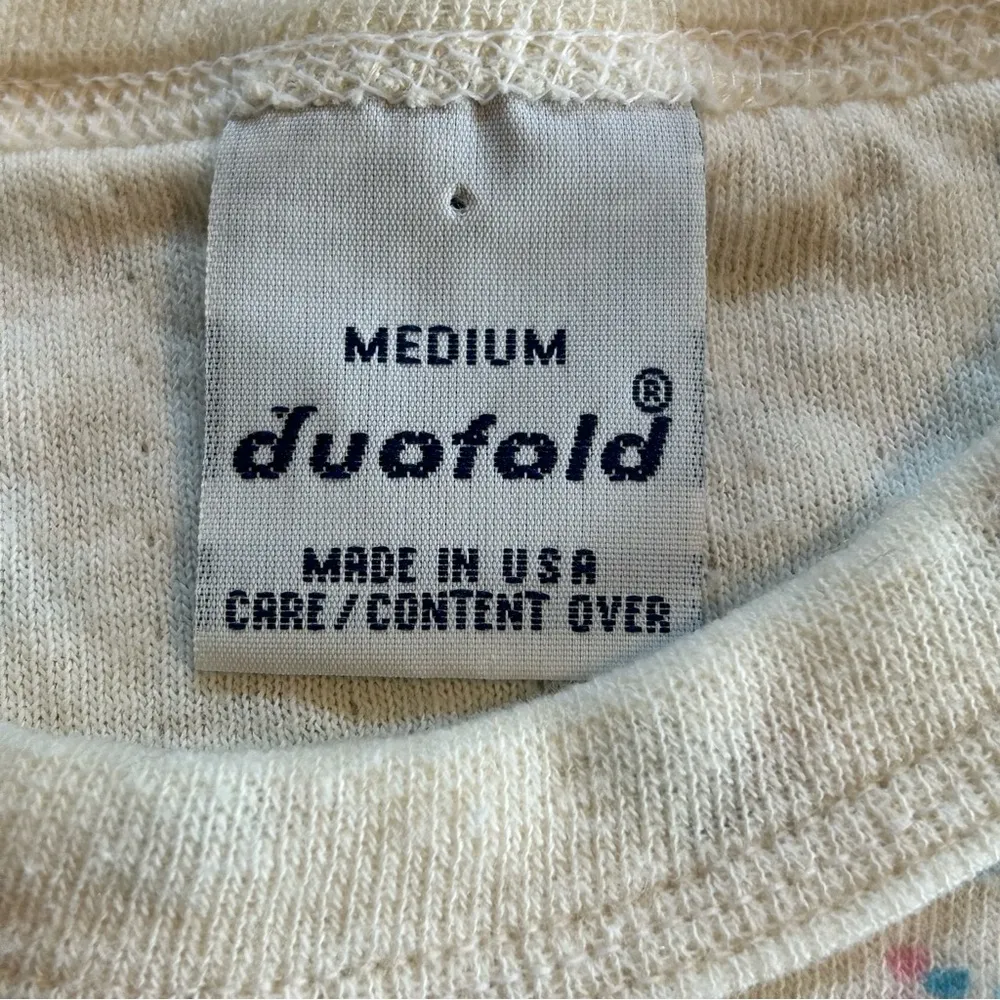 MEDIUM
duofold®
MADE IN USA
CARE/CONTENT OVER